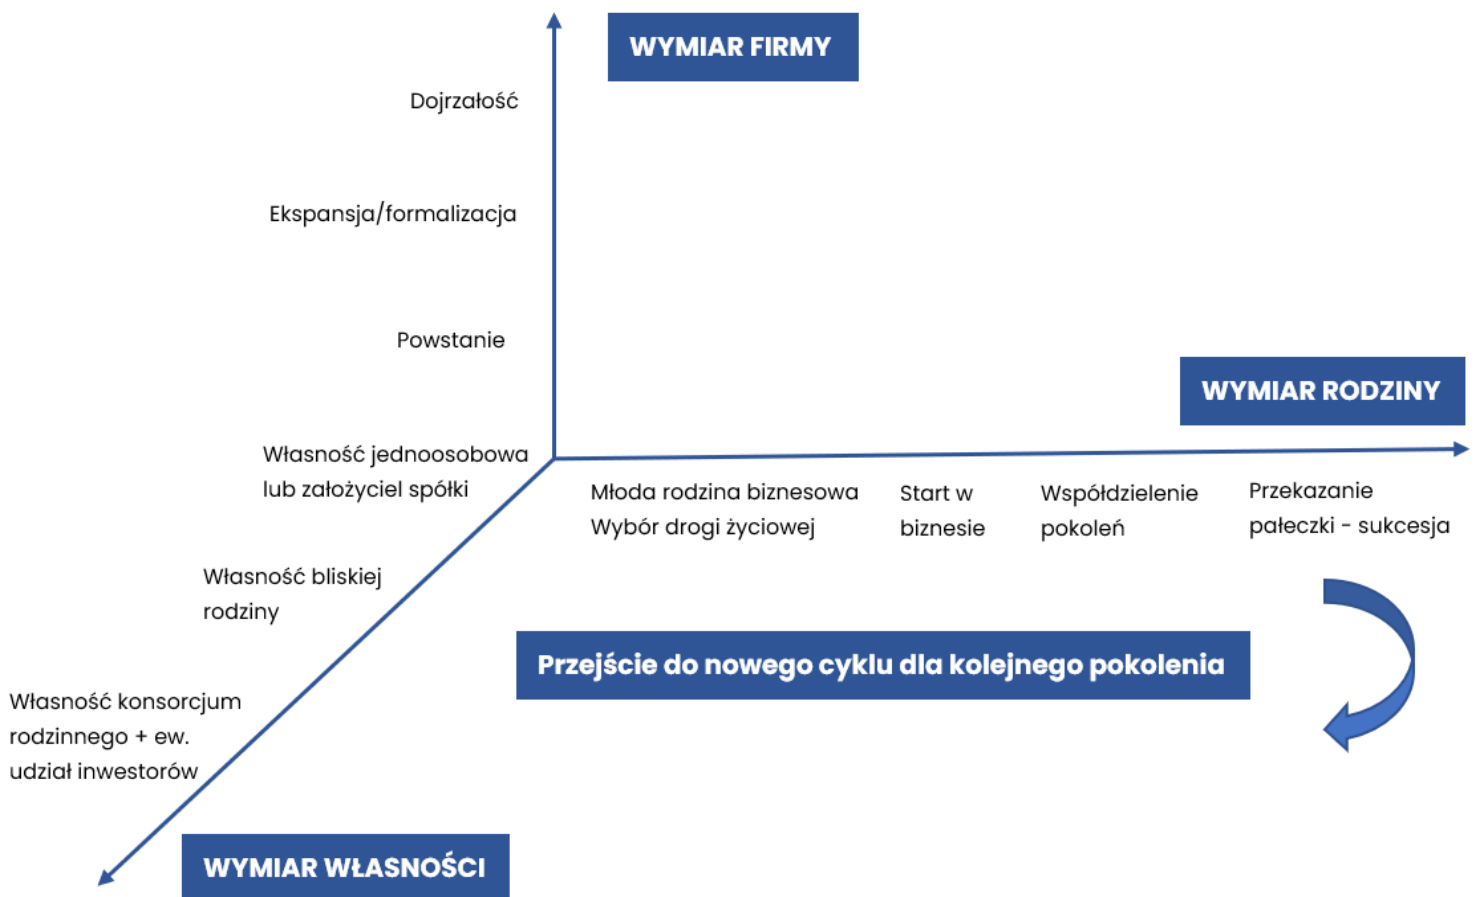 WYMIAR FIRMY
Dojrzałość
Ekspansja/formalizacja
Powstanie
WYMIAR RODZINY
Własność jednoosobowa
lub założyciel spółki
Młoda rodzina biznesowa
Wybór drogi życiowej
Start w
biznesie
Współdzielenie
pokoleń
Przekazanie
pałeczki - sukcesja
Własność bliskiej
rodziny
Przejście do nowego cyklu dla kolejnego pokolenia
Własność konsorcjum
rodzinnego + ew.
udział inwestorów
WYMIAR WŁASNOŚCI